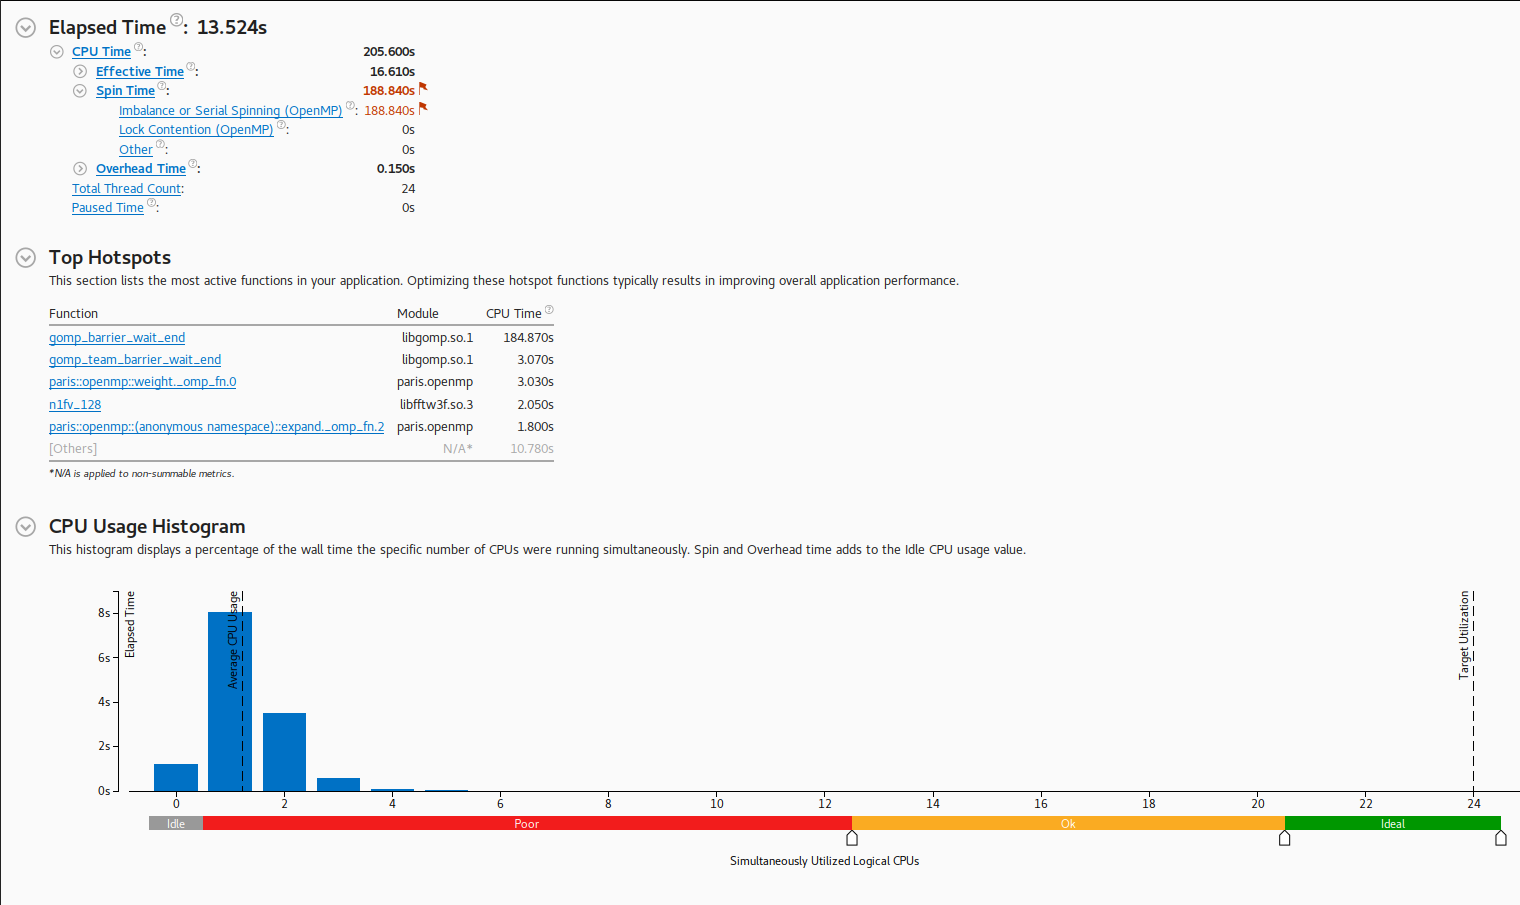 Elapsed Time ?: 13.524s
CPU Time ?: 205.600s
Effective Time ?: 16.610s
Spin Time ?: 188.840s
Imbalance or Serial Spinning (OpenMP) ?: 188.840s
Lock Contention (OpenMP) ?: 0s
Other ?: 0s
Overhead Time ?: 0.150s
Total Thread Count: 24
Paused Time ?: 0s
Top Hotspots
This section lists the most active functions in your application. Optimizing these hotspot functions typically results in improving overall application performance.
Function Module CPU Time ?
gomp_barrier_wait_end libgomp.so.1 184.870s
gomp_team_barrier_wait_end libgomp.so.1 3.070s
paris::openmp::weight._omp_fn.0 paris.openmp 3.030s
n1fv_128 libfftw3f.so.3 2.050s
paris::openmp::(anonymous namespace)::expand._omp_fn.2 paris.openmp 1.800s
[Others] N/A* 10.780s
*N/A is applied to non-summable metrics.
CPU Usage Histogram
This histogram displays a percentage of the wall time the specific number of CPUs were running simultaneously. Spin and Overhead time adds to the Idle CPU usage value.
Elapsed Time
Average CPU Usage
Target Utilization
8s
6s
4s
2s
0s
0 2 4 6 8 10 12 14 16 18 20 22 24
Idle Poor Ok Ideal
Simultaneously Utilized Logical CPUs